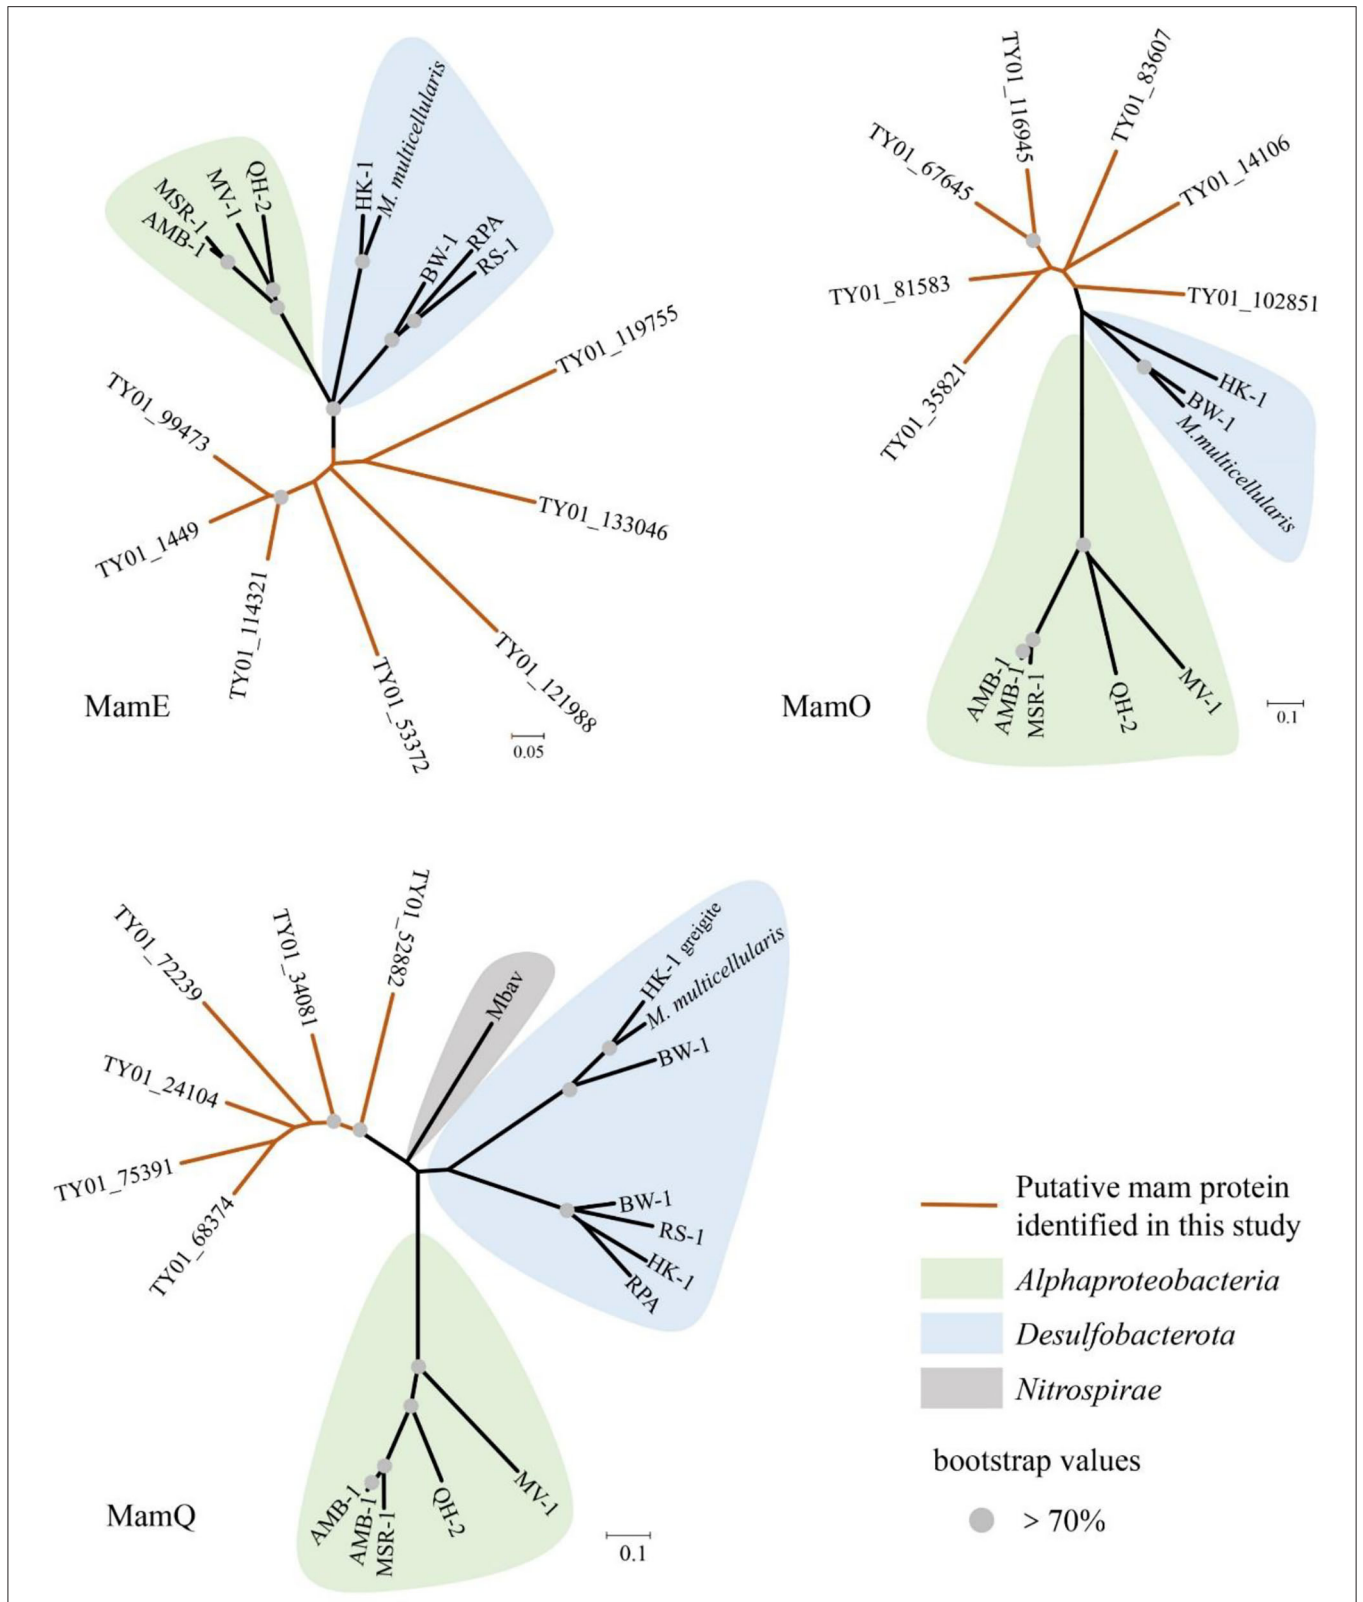 MSR-1
AMB-1
MV-1
QH-2
HK-1
M. multicellularis
BW-1
RPA
RS-1
TY01_119755
TY01_133046
TY01_121988
TY01_53372
TY01_114321
TY01_1449
TY01_99473
MamE
0.05
TY01_67645
TY01_116945
TY01_83607
TY01_14106
TY01_102851
TY01_81583
TY01_35821
HK-1
BW-1
M.multicellularis
AMB-1
AMB-1
MSR-1
QH-2
MV-1
MamO
0.1
TY01_72239
TY01_34081
TY01_52882
TY01_24104
TY01_75391
TY01_68374
Mbav
HK-1 greigite
M. multicellularis
BW-1
BW-1
RS-1
HK-1
RPA
AMB-1
AMB-1
MSR-1
QH-2
MV-1
MamQ
0.1
Putative mam protein
identified in this study
Alphaproteobacteria
Desulfobacterota
Nitrospirae
bootstrap values
> 70%